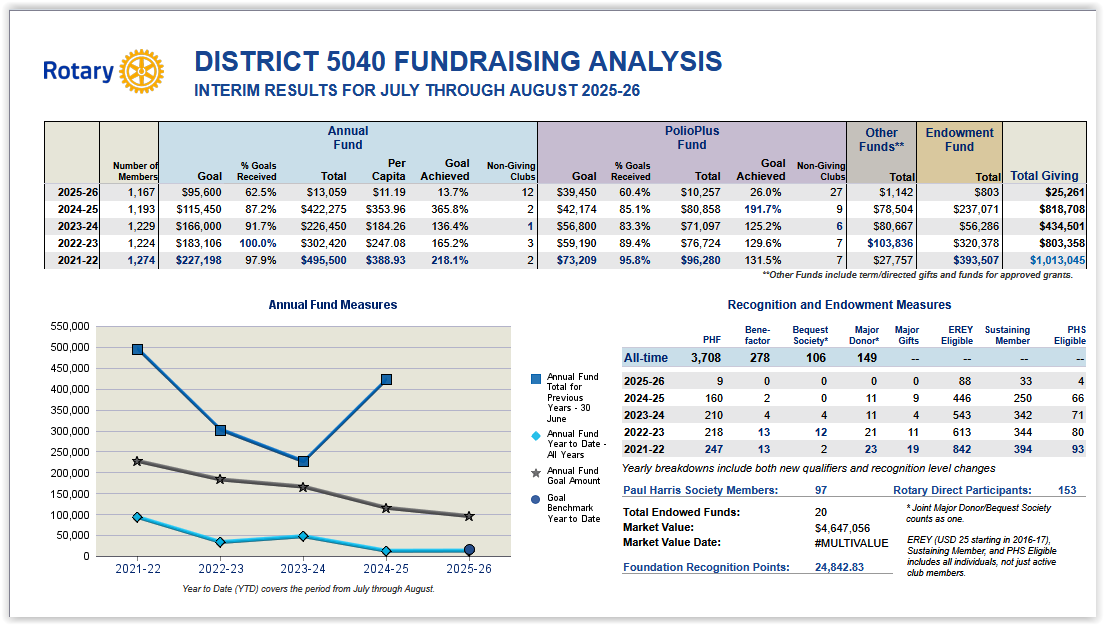 Rotary
DISTRICT 5040 FUNDRAISING ANALYSIS
INTERIM RESULTS FOR JULY THROUGH AUGUST 2025-26
Annual Fund PolioPlus Fund Other Funds** Endowment Fund
Number of Members Goal % Goals Received Total Per Capita Goal Achieved Non-Giving Clubs Goal % Goals Received Total Goal Achieved Non-Giving Clubs Total Total Total Giving
2025-26 1,167 $95,600 62.5% $13,059 $11.19 13.7% 12 $39,450 60.4% $10,257 26.0% 27 $1,142 $803 $25,261
2024-25 1,193 $115,450 87.2% $422,275 $353.96 365.8% 2 $42,174 85.1% $80,858 191.7% 9 $78,504 $237,071 $818,708
2023-24 1,229 $166,000 91.7% $226,450 $184.26 136.4% 1 $56,800 83.3% $71,097 125.2% 6 $80,667 $56,286 $434,501
2022-23 1,224 $183,106 100.0% $302,420 $247.08 165.2% 3 $59,190 89.4% $76,724 129.6% 7 $103,836 $320,378 $803,358
2021-22 1,274 $227,198 97.9% $495,500 $388.93 218.1% 2 $73,209 95.8% $96,280 131.5% 7 $27,757 $393,507 $1,013,045
**Other Funds include term/directed gifts and funds for approved grants.
Annual Fund Measures
550,000
500,000
450,000
400,000
350,000
300,000
250,000
200,000
150,000
100,000
50,000
0
2021-22 2022-23 2023-24 2024-25 2025-26
Annual Fund
Total for
Previous
Years - 30
June
Annual Fund
Year to Date -
All Years
Annual Fund
Goal Amount
Goal
Benchmark
Year to Date
Year to Date (YTD) covers the period from July through August.
Recognition and Endowment Measures
PHF Bene-factor Bequest Society* Major Donor* Major Gifts EREY Eligible Sustaining Member PHS Eligible
All-time 3,708 278 106 149 -- -- -- --
2025-26 9 0 0 0 0 88 33 4
2024-25 160 2 0 11 9 446 250 66
2023-24 210 4 4 11 4 543 342 71
2022-23 218 13 12 21 11 613 344 80
2021-22 247 13 2 23 19 842 394 93
Yearly breakdowns include both new qualifiers and recognition level changes
Paul Harris Society Members: 97 Rotary Direct Participants: 153
Total Endowed Funds: 20
Market Value: $4,647,056
Market Value Date: #MULTIVALUE
Foundation Recognition Points: 24,842.83
* Joint Major Donor/Bequest Society
counts as one.
EREY (USD 25 starting in 2016-17),
Sustaining Member, and PHS Eligible
includes all individuals, not just active
club members.